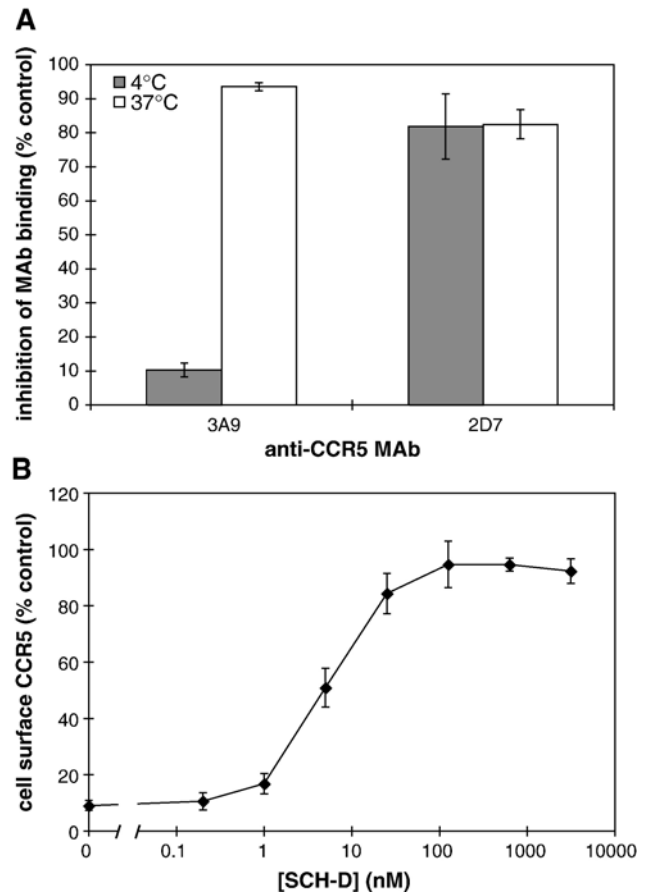 A
inhibition of MAb binding (% control)
100
90
80
70
60
50
40
30
20
10
0
4°C
37°C
3A9
2D7
anti-CCR5 MAb
B
cell surface CCR5 (% control)
120
100
80
60
40
20
0
0
0.1
1
10
100
1000
10000
[SCH-D] (nM)